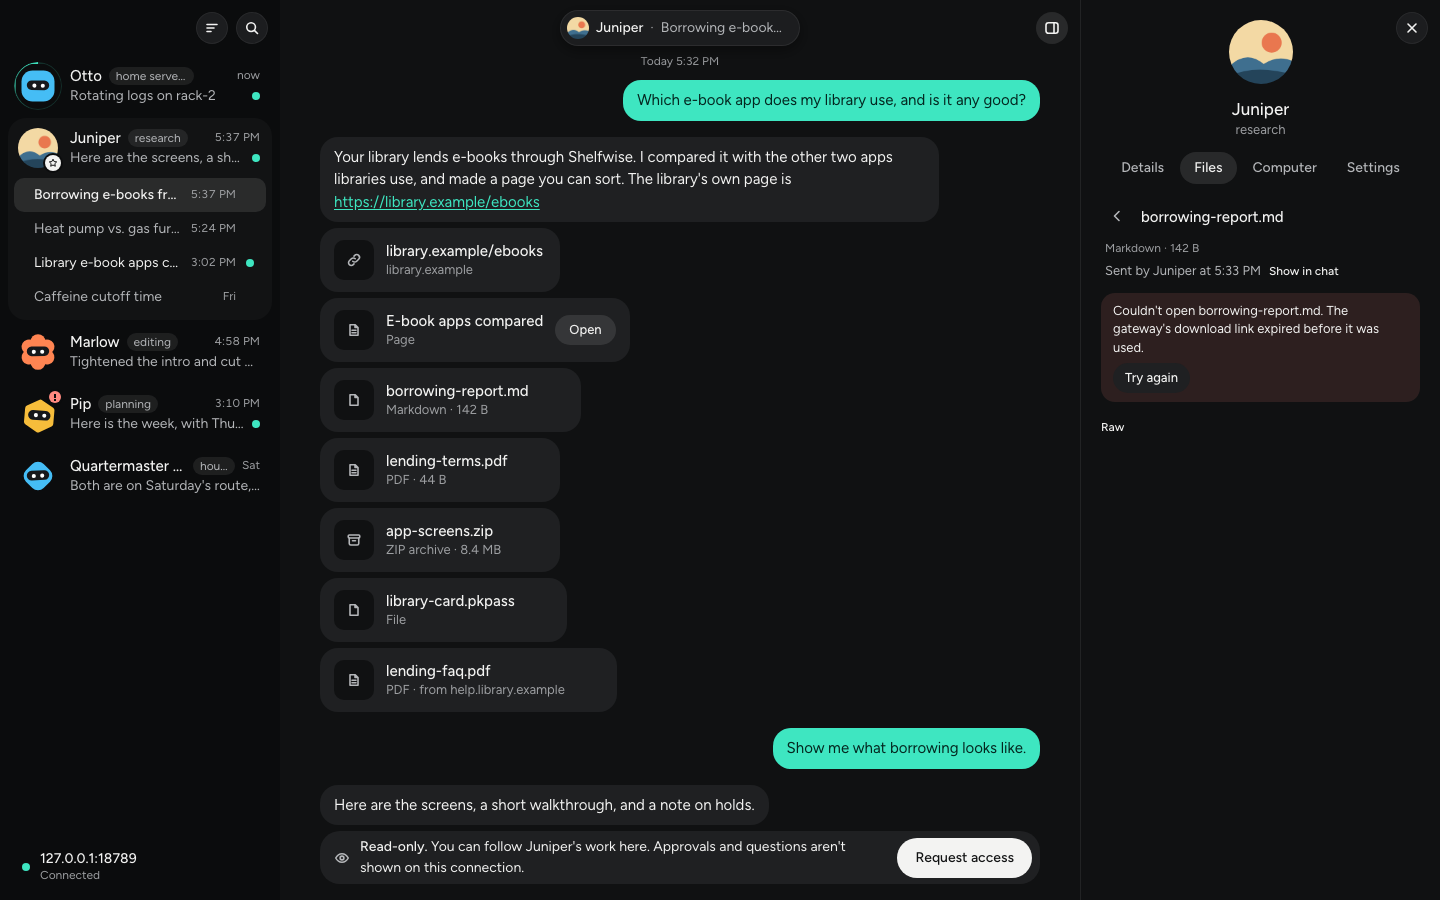 Otto
home serve...
now
Rotating logs on rack-2
Juniper
research
5:37 PM
Here are the screens, a sh...
Borrowing e-books fr...
5:37 PM
Heat pump vs. gas fur...
5:24 PM
Library e-book apps c...
3:02 PM
Caffeine cutoff time
Fri
Marlow
editing
4:58 PM
Tightened the intro and cut ...
Pip
planning
3:10 PM
Here is the week, with Thu...
Quartermaster ...
hou...
Sat
Both are on Saturday's route,...
127.0.0.1:18789
Connected
Juniper · Borrowing e-book...
Today 5:32 PM
Which e-book app does my library use, and is it any good?
Your library lends e-books through Shelfwise. I compared it with the other two apps
libraries use, and made a page you can sort. The library's own page is
https://library.example/ebooks
library.example/ebooks
library.example
E-book apps compared
Page
Open
borrowing-report.md
Markdown · 142 B
lending-terms.pdf
PDF · 44 B
app-screens.zip
ZIP archive · 8.4 MB
library-card.pkpass
File
lending-faq.pdf
PDF · from help.library.example
Show me what borrowing looks like.
Here are the screens, a short walkthrough, and a note on holds.
Read-only. You can follow Juniper's work here. Approvals and questions aren't
shown on this connection.
Request access
Juniper
research
Details
Files
Computer
Settings
borrowing-report.md
Markdown · 142 B
Sent by Juniper at 5:33 PM
Show in chat
Couldn't open borrowing-report.md. The
gateway's download link expired before it was
used.
Try again
Raw